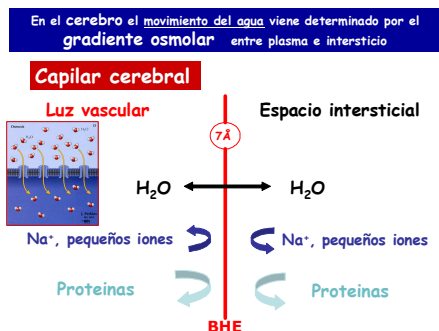 En el cerebro el movimiento del agua viene determinado por el
gradiente osmolar entre plasma e intersticio
Capilar cerebral
Luz vascular
Espacio intersticial
7Å
H2O
H2O
Na⁺, pequeños iones
Na⁺, pequeños iones
Proteinas
Proteinas
BHE